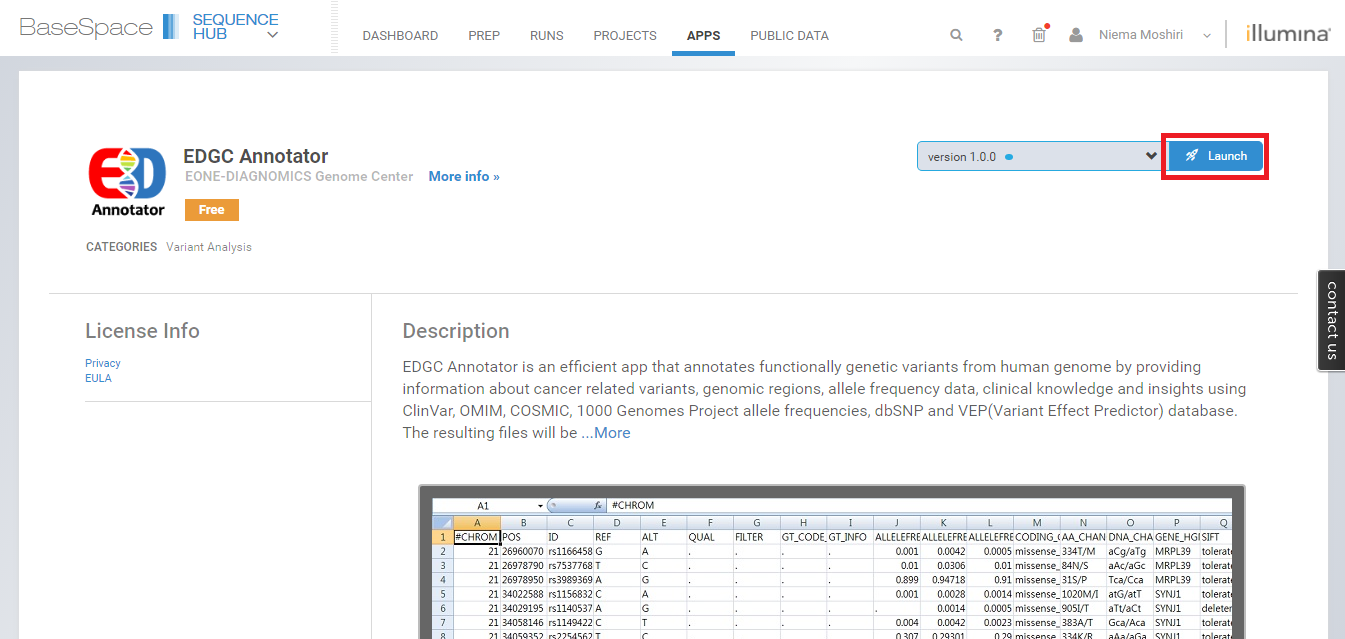 BaseSpace SEQUENCE HUB
DASHBOARD PREP RUNS PROJECTS APPS PUBLIC DATA
? Niema Moshiri illumina®
EDGC Annotator
EONE-DIAGNOMICS Genome Center More info »
Annotator
Free
version 1.0.0
Launch
CATEGORIES Variant Analysis
contact us
License Info
Privacy
EULA
Description
EDGC Annotator is an efficient app that annotates functionally genetic variants from human genome by providing
information about cancer related variants, genomic regions, allele frequency data, clinical knowledge and insights using
ClinVar, OMIM, COSMIC, 1000 Genomes Project allele frequencies, dbSNP and VEP(Variant Effect Predictor) database.
The resulting files will be ...More
A1 fx #CHROM
A B C D E F G H I J K L M N O P Q
1 #CHROM POS ID REF ALT QUAL FILTER GT_CODE_ GT_INFO ALLELEFRE ALLELEFRE ALLELEFRE CODING_C AA_CHAN DNA_CHA GENE_HGI SIFT
2 21 26960070 rs1166458 G A . . . . 0.001 0.0042 0.0005 missense_ 334T/M aCg/aTg MRPL39 tolerate
3 21 26978790 rs7537768 T C . . . . 0.01 0.0306 0.01 missense_ 84N/S aAc/aGc MRPL39 tolerate
4 21 26978950 rs3989369 A G . . . . 0.899 0.94718 0.91 missense_ 31S/P Tca/Cca MRPL39 tolerate
5 21 34022588 rs1156832 C A . . . . 0.001 0.0028 0.0014 missense_ 1020M/I atG/atT SYNJ1 tolerate
6 21 34029195 rs1140537 A G . . . . . 0.0014 0.0005 missense_ 905I/T aTt/aCt SYNJ1 deleter
7 21 34058146 rs1149422 C T . . . . 0.004 0.0042 0.0023 missense_ 383A/T Gca/Aca SYNJ1 tolerate
8 21 34059352 rs2254562 T C . . . . 0.307 0.29301 0.29 missense_ 334K/R aAa/aGa SYNJ1 tolerate